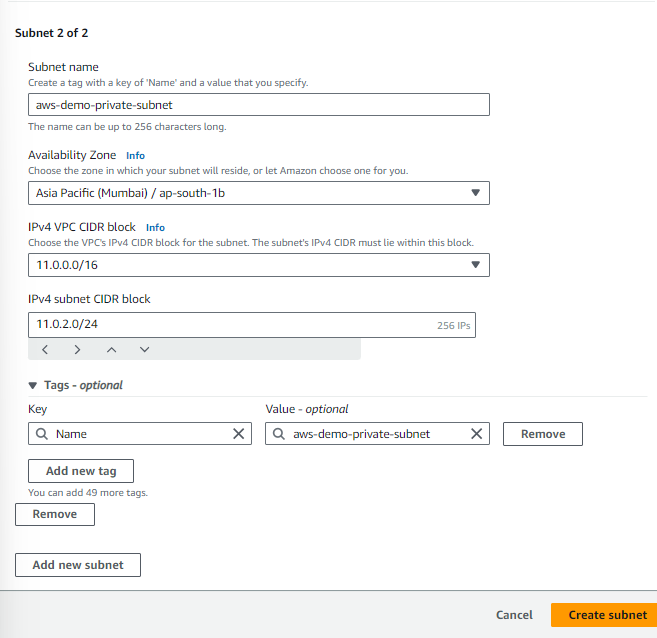 Subnet 2 of 2
Subnet name
Create a tag with a key of 'Name' and a value that you specify.
aws-demo-private-subnet
The name can be up to 256 characters long.
Availability Zone Info
Choose the zone in which your subnet will reside, or let Amazon choose one for you.
Asia Pacific (Mumbai) / ap-south-1b
IPv4 VPC CIDR block Info
Choose the VPC's IPv4 CIDR block for the subnet. The subnet's IPv4 CIDR must lie within this block.
11.0.0.0/16
IPv4 subnet CIDR block
11.0.2.0/24 256 IPs
Tags - optional
Key Value - optional
Name aws-demo-private-subnet Remove
Add new tag
You can add 49 more tags.
Remove
Add new subnet
Cancel Create subnet